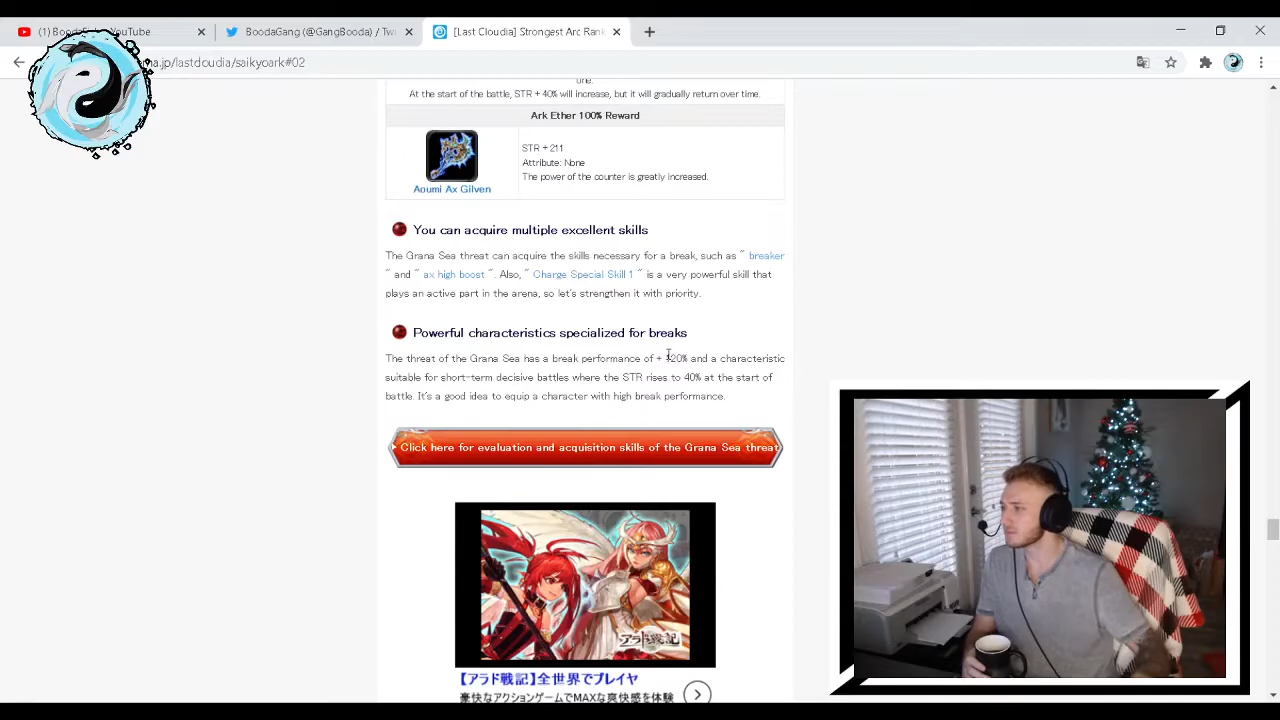 (1) Booda
YouTube
BoodaGang (@GangBooda) / Tw
[Last Cloudia] Strongest Arc Rank
.jp/lastcloudia/saikyoark#02
time.
At the start of the battle, STR + 40% will increase, but it will gradually return over time.
Ark Ether 100% Reward
STR + 211
Attribute: None
The power of the counter is greatly increased.
Aoumi Ax Gilven
You can acquire multiple excellent skills
The Grana Sea threat can acquire the skills necessary for a break, such as " breaker
" and " ax high boost ". Also, " Charge Special Skill 1 " is a very powerful skill that
plays an active part in the arena, so let's strengthen it with priority.
Powerful characteristics specialized for breaks
The threat of the Grana Sea has a break performance of + 120% and a characteristic
suitable for short-term decisive battles where the STR rises to 40% at the start of
battle. It's a good idea to equip a character with high break performance.
Click here for evaluation and acquisition skills of the Grana Sea threat
アラド戦記
【アラド戦記】全世界でプレイヤ
豪快なアクションゲームでMAXな爽快感を体験